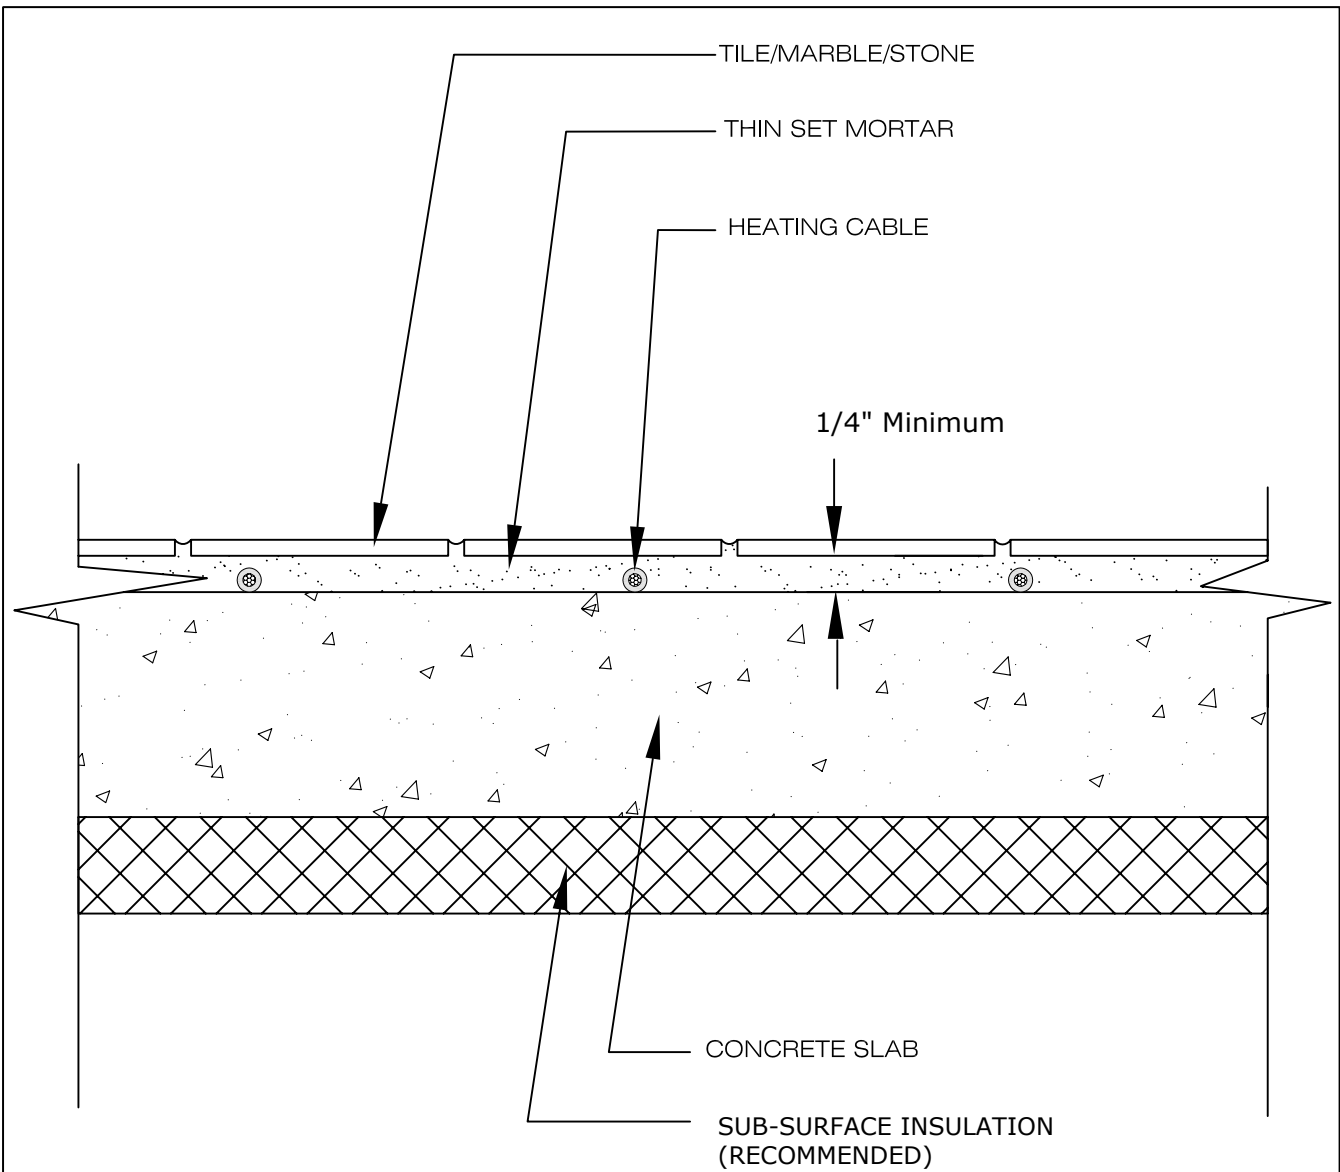 TILE/MARBLE/STONE
THIN SET MORTAR
HEATING CABLE
1/4" Minimum
CONCRETE SLAB
SUB-SURFACE INSULATION
(RECOMMENDED)